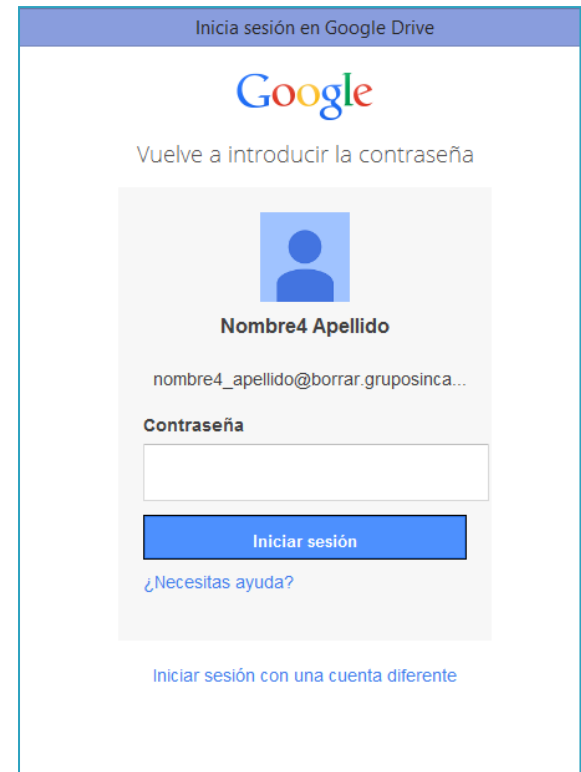 Inicia sesión en Google Drive
Google
Vuelve a introducir la contraseña
Nombre4 Apellido
nombre4_apellido@borrar.gruposinca...
Contraseña
Iniciar sesión
¿Necesitas ayuda?
Iniciar sesión con una cuenta diferente